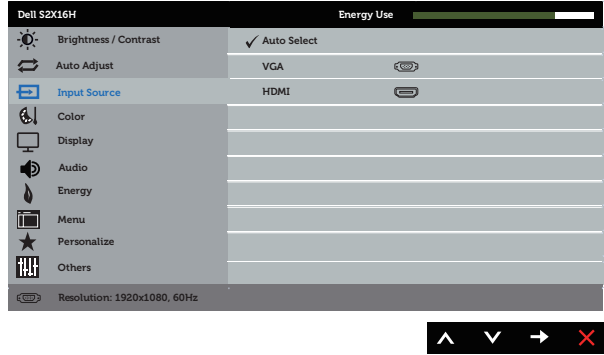 Dell S2X16H Energy Use
Brightness / Contrast Auto Select
Auto Adjust VGA
Input Source HDMI
Color
Display
Audio
Energy
Menu
Personalize
Others
Resolution: 1920x1080, 60Hz